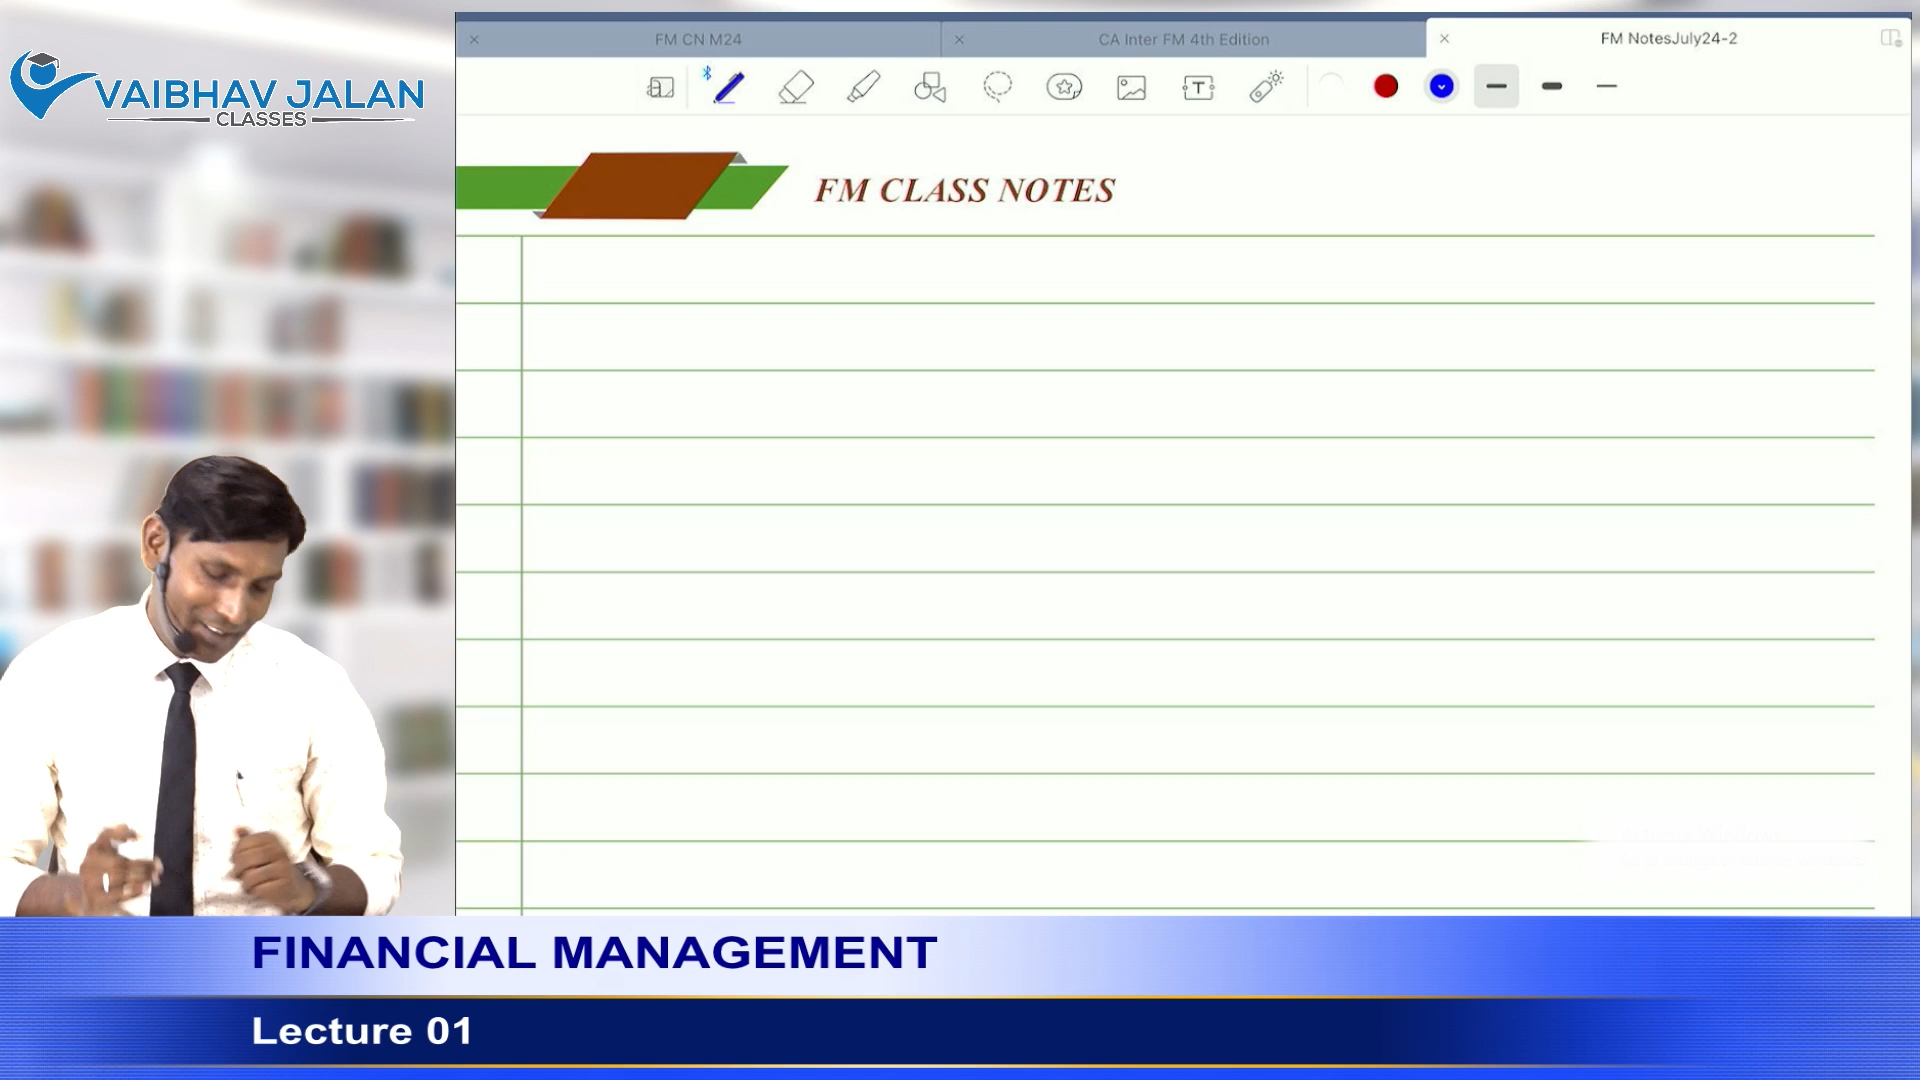 VAIBHAV JALAN
CLASSES
FM CN M24
CA Inter FM 4th Edition
FM NotesJuly24-2
T
FM CLASS NOTES
FINANCIAL MANAGEMENT
Lecture 01